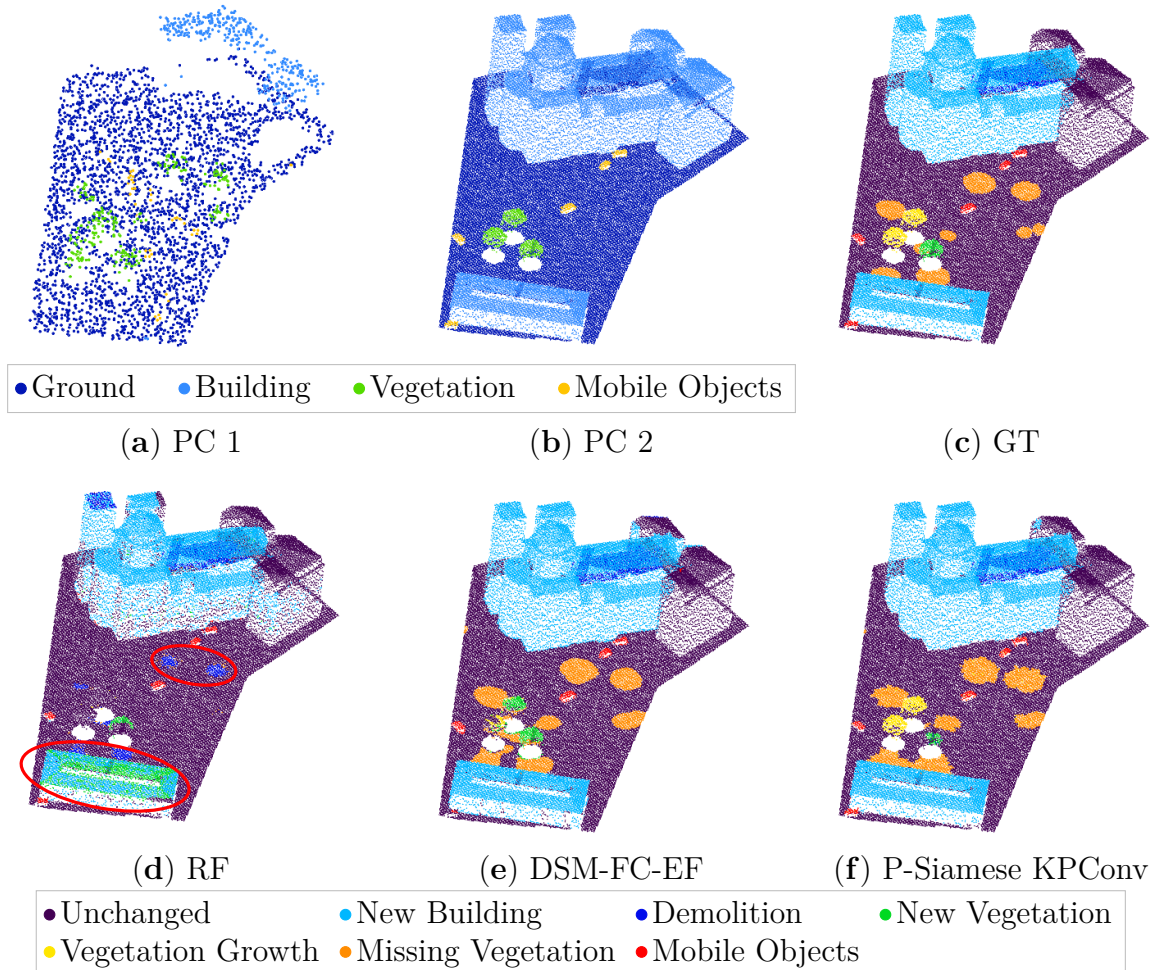 Ground Building Vegetation Mobile Objects
(a) PC 1 (b) PC 2 (c) GT
(d) RF (e) DSM-FC-EF (f) P-Siamese KPConv
Unchanged New Building Demolition New Vegetation
Vegetation Growth Missing Vegetation Mobile Objects